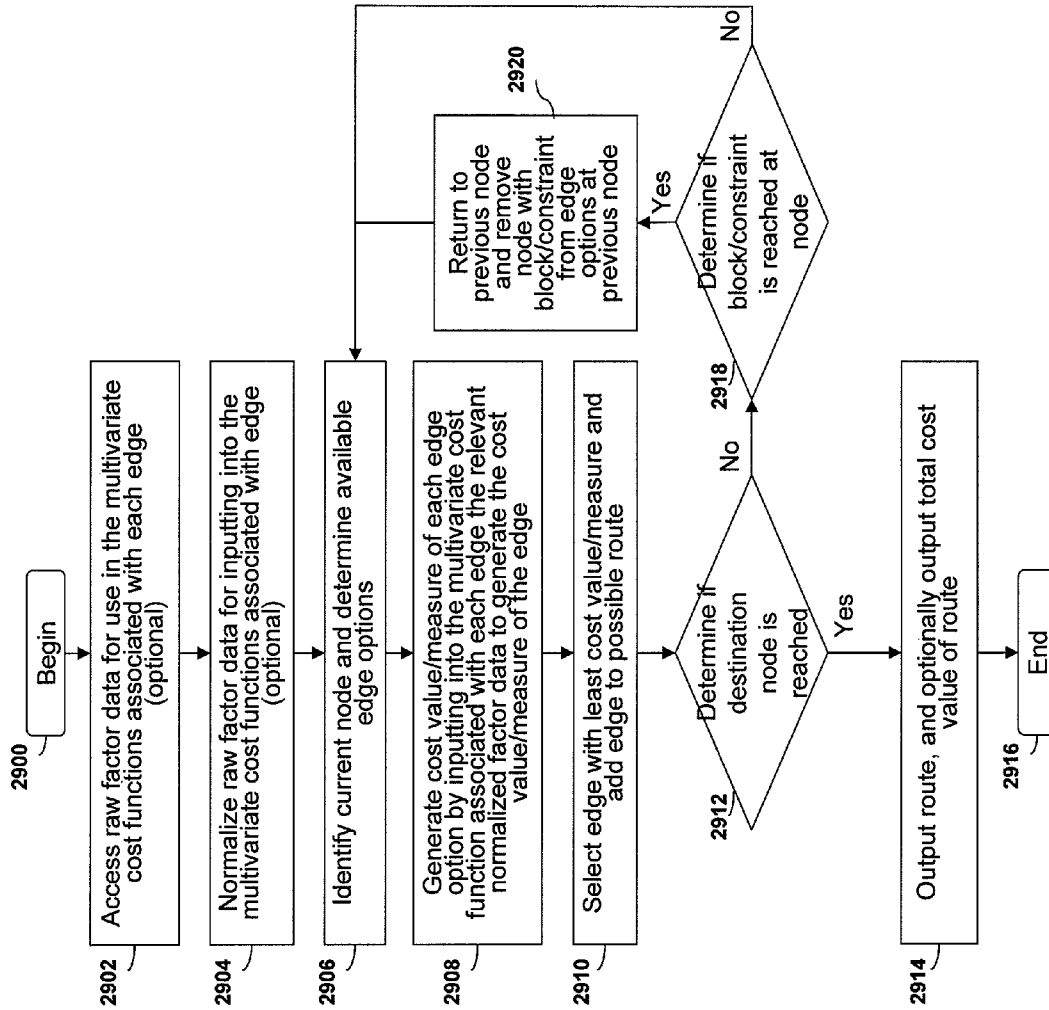 2900
Begin
2902
Access raw factor data for use in the multivariate
cost functions associated with each edge
(optional)
2904
Normalize raw factor data for inputting into the
multivariate cost functions associated with edge
(optional)
2906
Identify current node and determine available
edge options
2908
Generate cost value/measure of each edge
option by inputting into the multivariate cost
function associated with each edge the relevant
normalized factor data to generate the cost
value/measure of the edge
2910
Select edge with least cost value/measure and
add edge to possible route
2912
Determine if
destination
node is
reached
No
Yes
2914
Output route, and optionally output total cost
value of route
2916
End
2918
Determine if
block/constraint
is reached at
node
No
Yes
2920
Return to
previous node
and remove
node with
block/constraint
from edge
options at
previous node